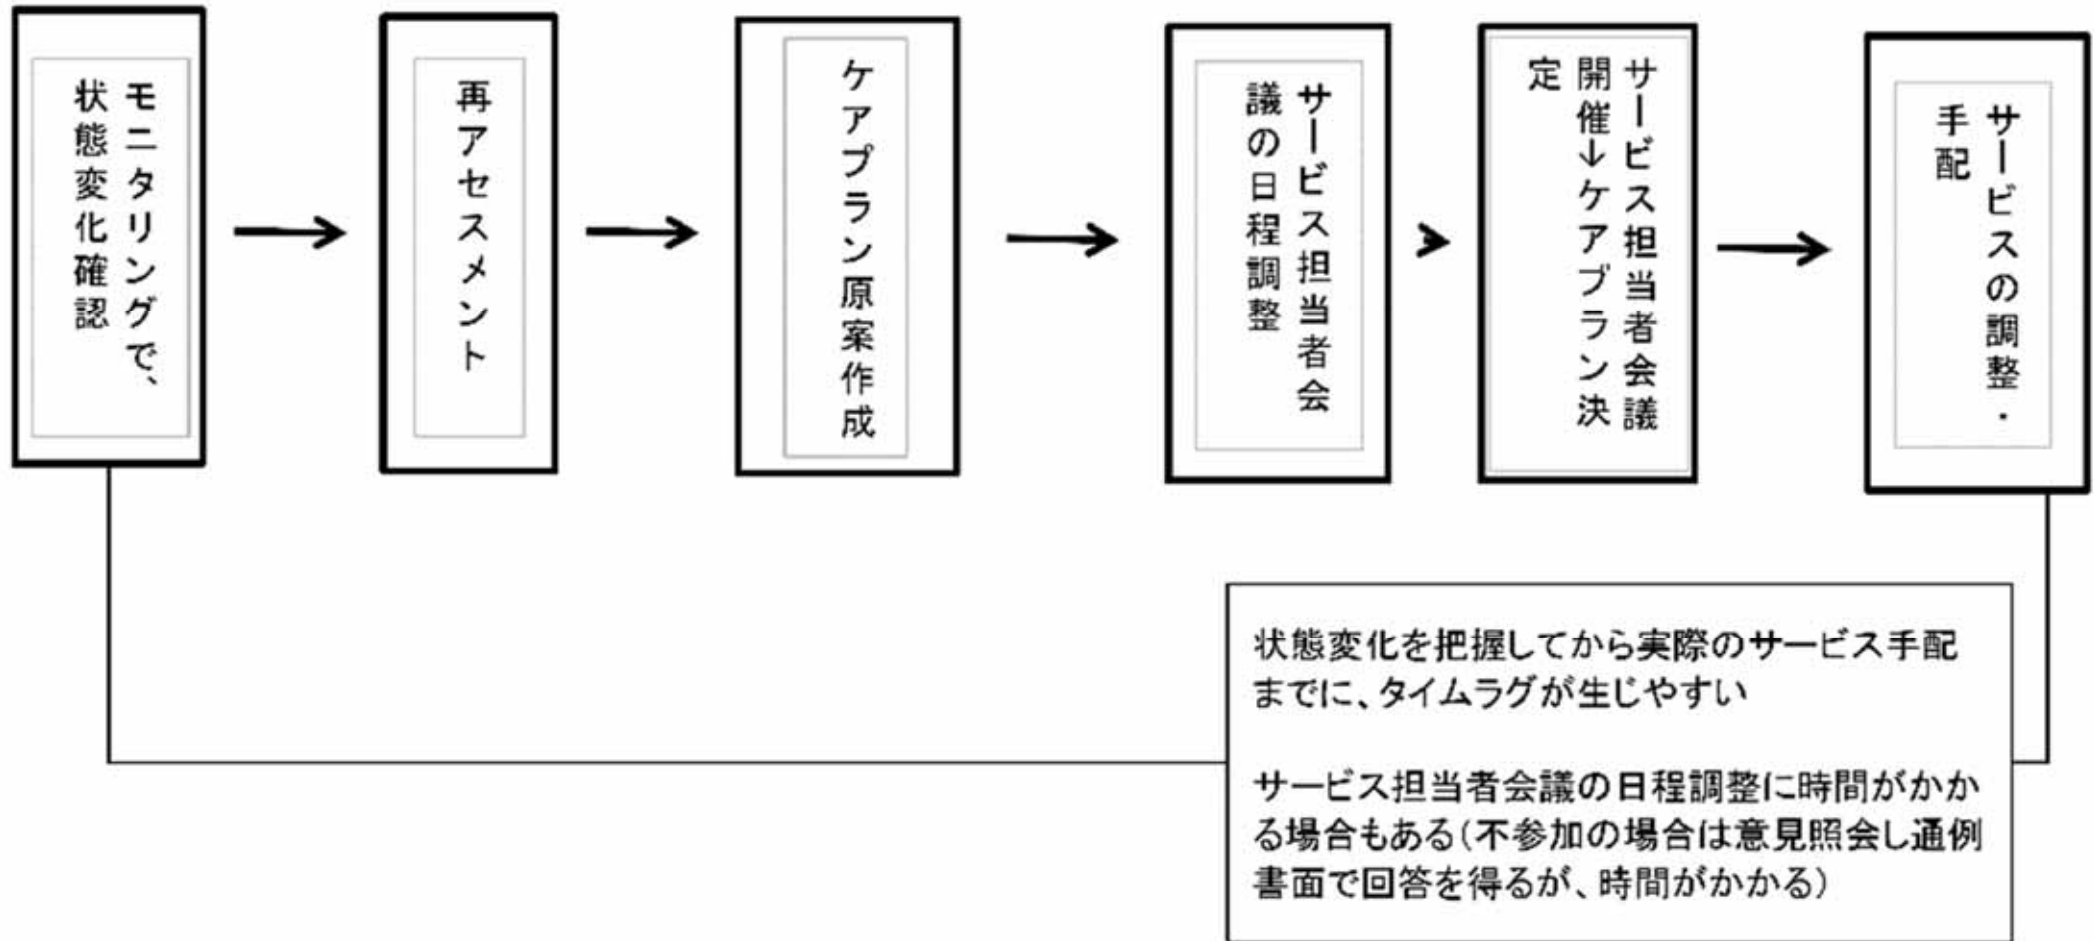 モニタリングで、
状態変化確認
再アセスメント
ケアプラン原案作成
サービス担当者会
議の日程調整
サービス担当者会議
開催↓ケアプラン決
定
サービスの調整・
手配
状態変化を把握してから実際のサービス手配
までに、タイムラグが生じやすい
サービス担当者会議の日程調整に時間がかか
る場合もある(不参加の場合は意見照会し通例
書面で回答を得るが、時間がかかる)